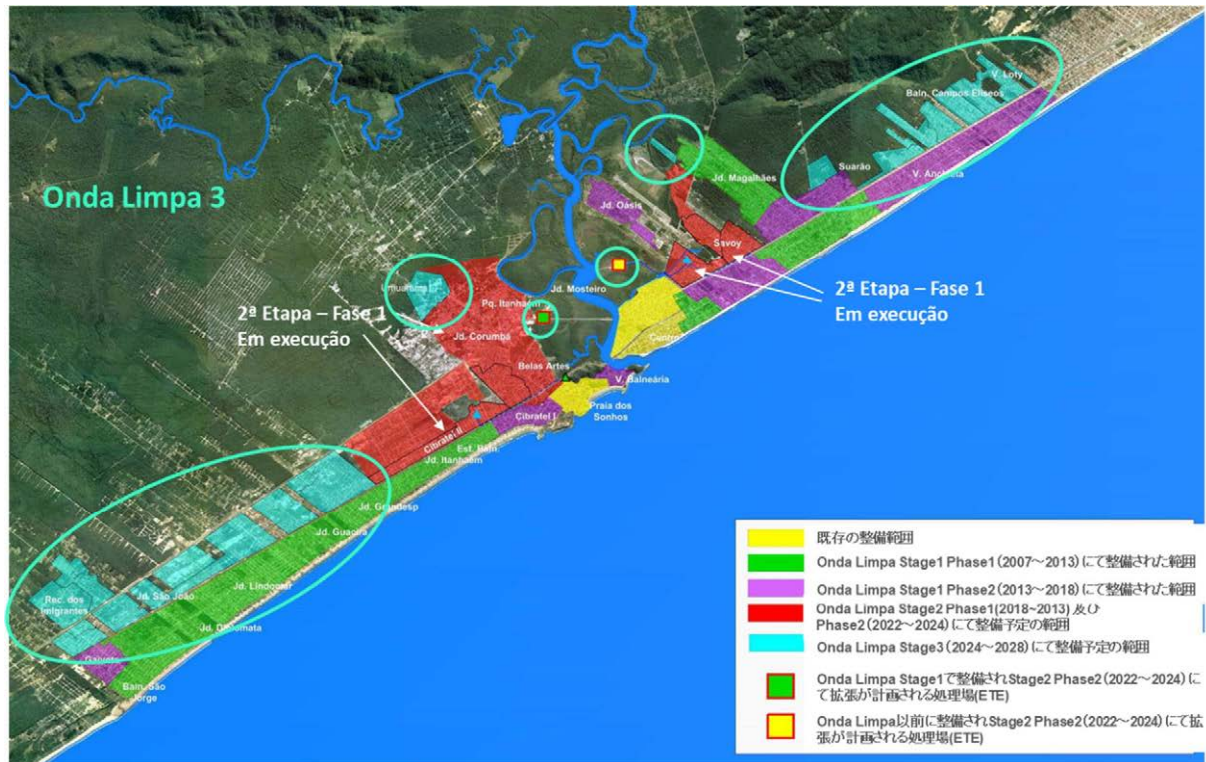 V. Loty
Baln. Campos Elíseos
Suarão
V. Anchieta
Jd. Magalhães
Onda Limpa 3
Jd. Oásis
Savoy
Jd. Mosteiro
2ª Etapa – Fase 1
Em execução
Umuarama
Pq. Itanhaém
2ª Etapa – Fase 1
Em execução
Jd. Corumbá
Centro
Belas Artes
V. Balneária
Praia dos
Sonhos
Cibratel I
Cibratel II
Est. Baln.
Jd. Itanhaém
Jd. Grandesp
Jd. Guacira
Jd. Lindomar
Rec. dos
Imigrantes
Jd. São João
Jd. Diplomata
Gaivota
Baln. São
Jorge
既存の整備範囲
Onda Limpa Stage1 Phase1（2007～2013）にて整備された範囲
Onda Limpa Stage1 Phase2（2013～2018）にて整備された範囲
Onda Limpa Stage2 Phase1(2018~2013) 及び
Phase2（2022～2024）にて整備予定の範囲
Onda Limpa Stage3（2024～2028）にて整備予定の範囲
Onda Limpa Stage1で整備されStage2 Phase2（2022～2024）に
て拡張が計画される処理場(ETE)
Onda Limpa以前に整備されStage2 Phase2（2022～2024）にて拡
張が計画される処理場(ETE)